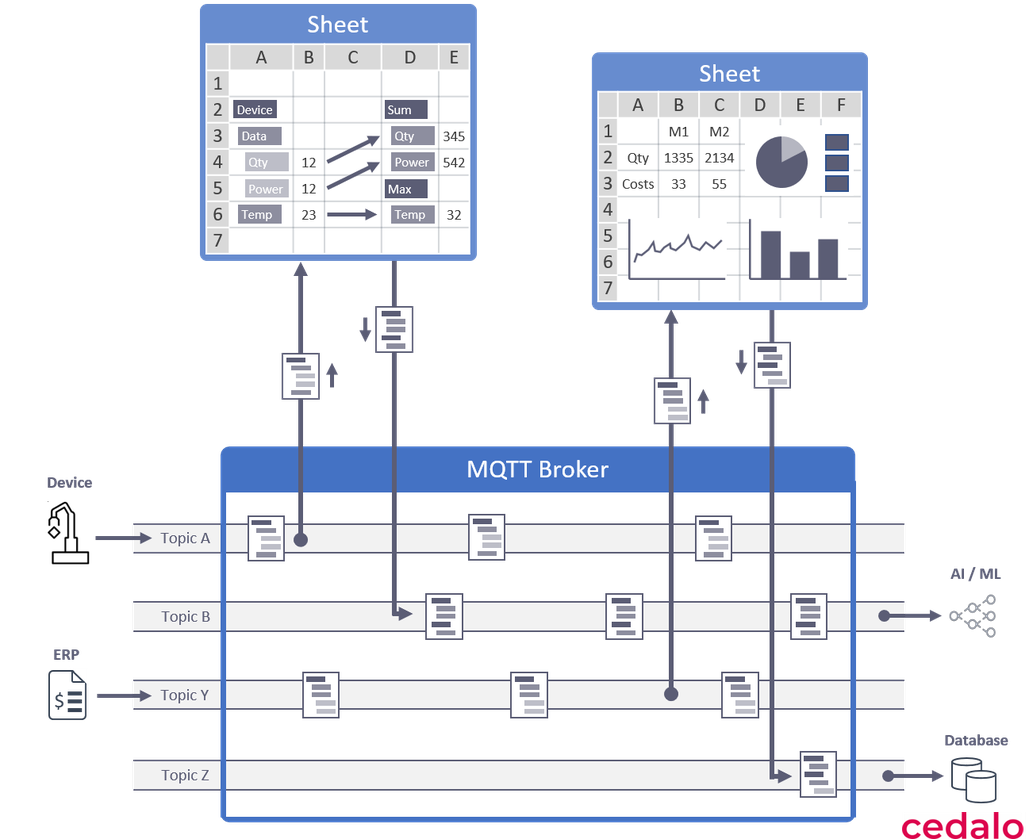 Sheet
A B C D E
1
2 Device Sum
3 Data Qty 345
4 Qty 12 Power 542
5 Power 12 Max
6 Temp 23 Temp 32
7
Sheet
A B C D E F
1 M1 M2
2 Qty 1335 2134
3 Costs 33 55
4
5
6
7
MQTT Broker
Device
Topic A
AI / ML
Topic B
ERP
$
Topic Y
Database
Topic Z
cedalo